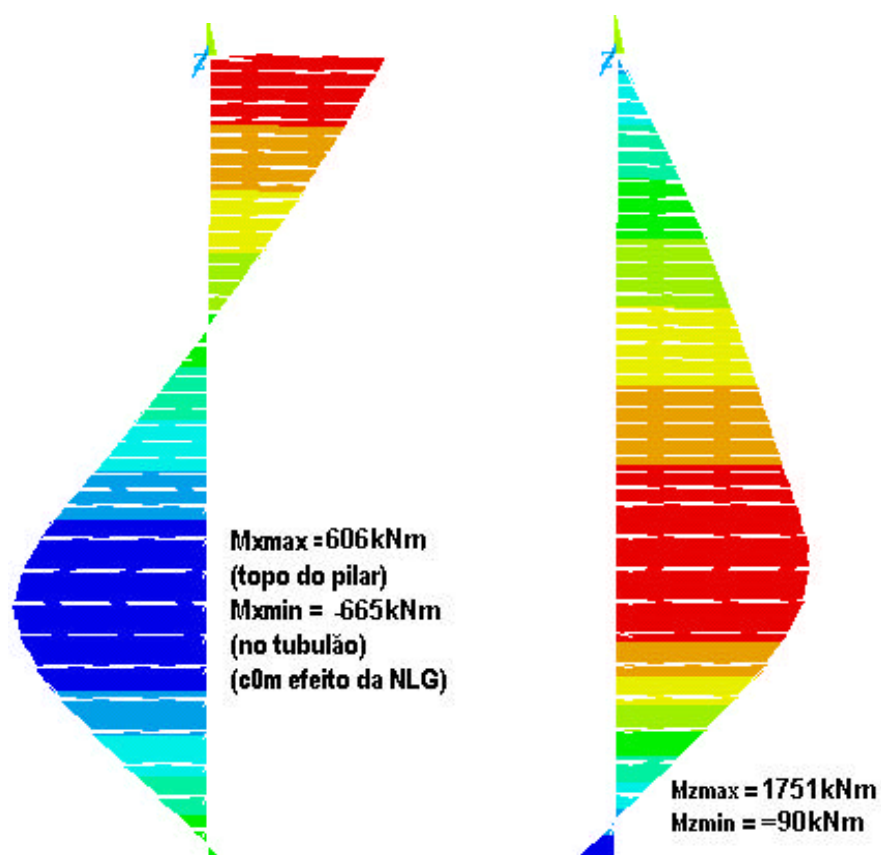 Z
Z
Mxmax =606kNm
(topo do pilar)
Mxmin = -665kNm
(no tubulão)
(c0m efeito da NLG)
Mzmax = 1751kNm
Mzmin = =90kNm